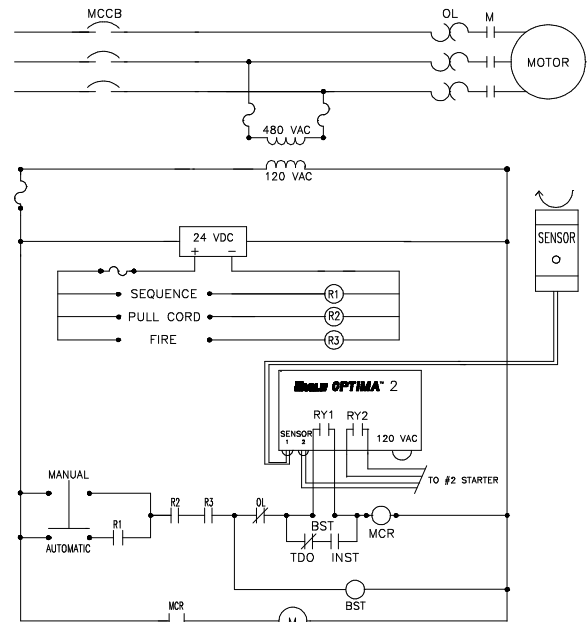 MCCB
OL
M
MOTOR
480 VAC
120 VAC
24 VDC
+ −
SENSOR
SEQUENCE
R1
PULL CORD
R2
FIRE
R3
EAGLE OPTIMA™ 2
RY1 RY2
SENSOR
1 2
120 VAC
TO #2 STARTER
MANUAL
R2 R3 OL
R1
AUTOMATIC
BST
MCR
TDO INST
BST
MCR
M